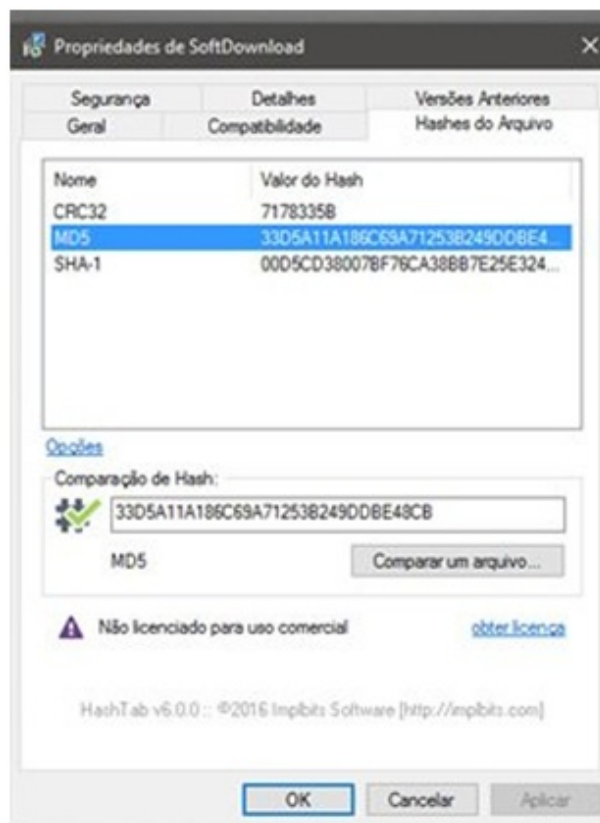 Propriedades de SoftDownload
Segurança Detalhes Versões Anteriores
Geral Compatibilidade Hashes do Arquivo
Nome Valor do Hash
CRC32 7178335B
MD5 33D5A11A186C69A71253B249DDBE4...
SHA-1 00D5CD38007BF76CA38BB7E25E324...
Opções
Comparação de Hash:
33D5A11A186C69A71253B249DDBE48CB
MD5 Comparar um arquivo...
Não licenciado para uso comercial obter licença
HashTab v6.0.0 :: ©2016 Implbits Software [http://implbits.com]
OK Cancelar Aplicar